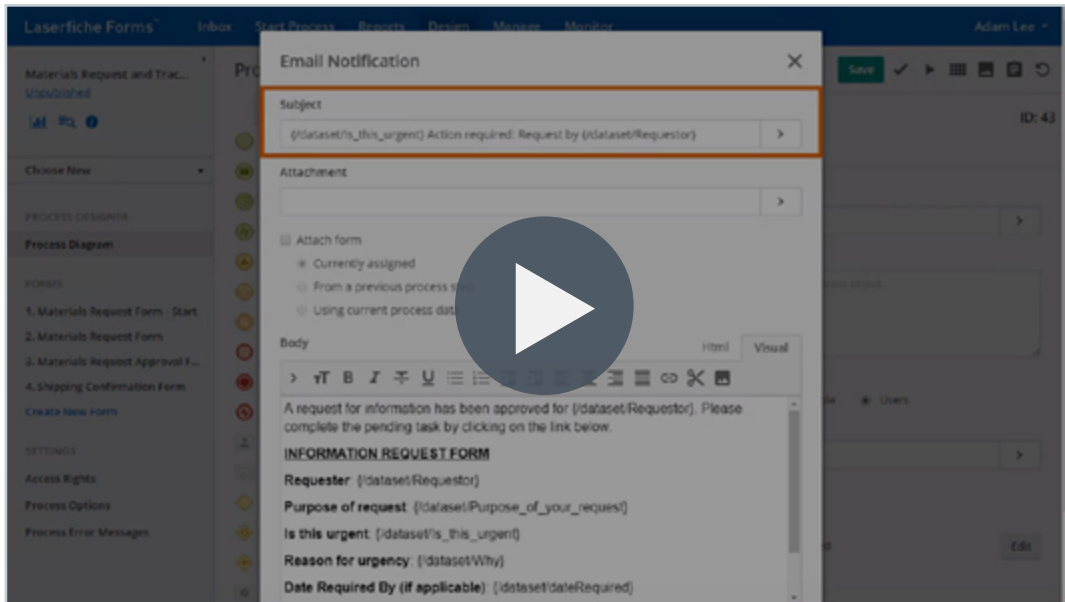 Laserfiche Forms Inbox Start Process Reports Design Manage Monitor Adam Lee
Materials Request and Trac...
Unpublished
Save
ID: 43
Choose New
PROCESS DESIGNER
Process Diagram
FORMS
1. Materials Request Form - Start
2. Materials Request Form
3. Materials Request Approval F...
4. Shipping Confirmation Form
Create New Form
SETTINGS
Access Rights
Process Options
Process Error Messages
Email Notification
Subject
{/dataset/Is_this_urgent} Action required: Request by {/dataset/Requestor}
Attachment
Attach form
Currently assigned
From a previous process
Using current process data
Body
Html Visual
A request for information has been approved for {/dataset/Requestor}. Please
complete the pending task by clicking on the link below.
INFORMATION REQUEST FORM
Requester: {/dataset/Requestor}
Purpose of request: {/dataset/Purpose_of_your_request}
Is this urgent: {/dataset/Is_this_urgent}
Reason for urgency: {/dataset/Why}
Date Required By (if applicable): {/dataset/dateRequired}
Users
Edit